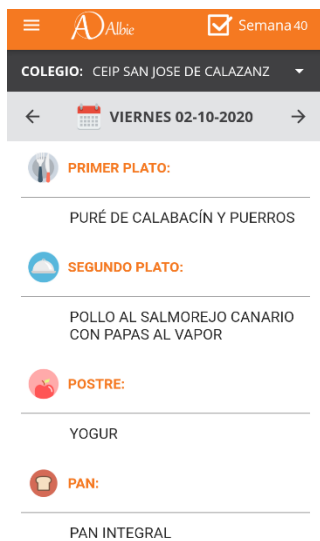 Albie
Semana 40
COLEGIO: CEIP SAN JOSE DE CALAZANZ
VIERNES 02-10-2020
PRIMER PLATO:
PURÉ DE CALABACÍN Y PUERROS
SEGUNDO PLATO:
POLLO AL SALMOREJO CANARIO
CON PAPAS AL VAPOR
POSTRE:
YOGUR
PAN:
PAN INTEGRAL